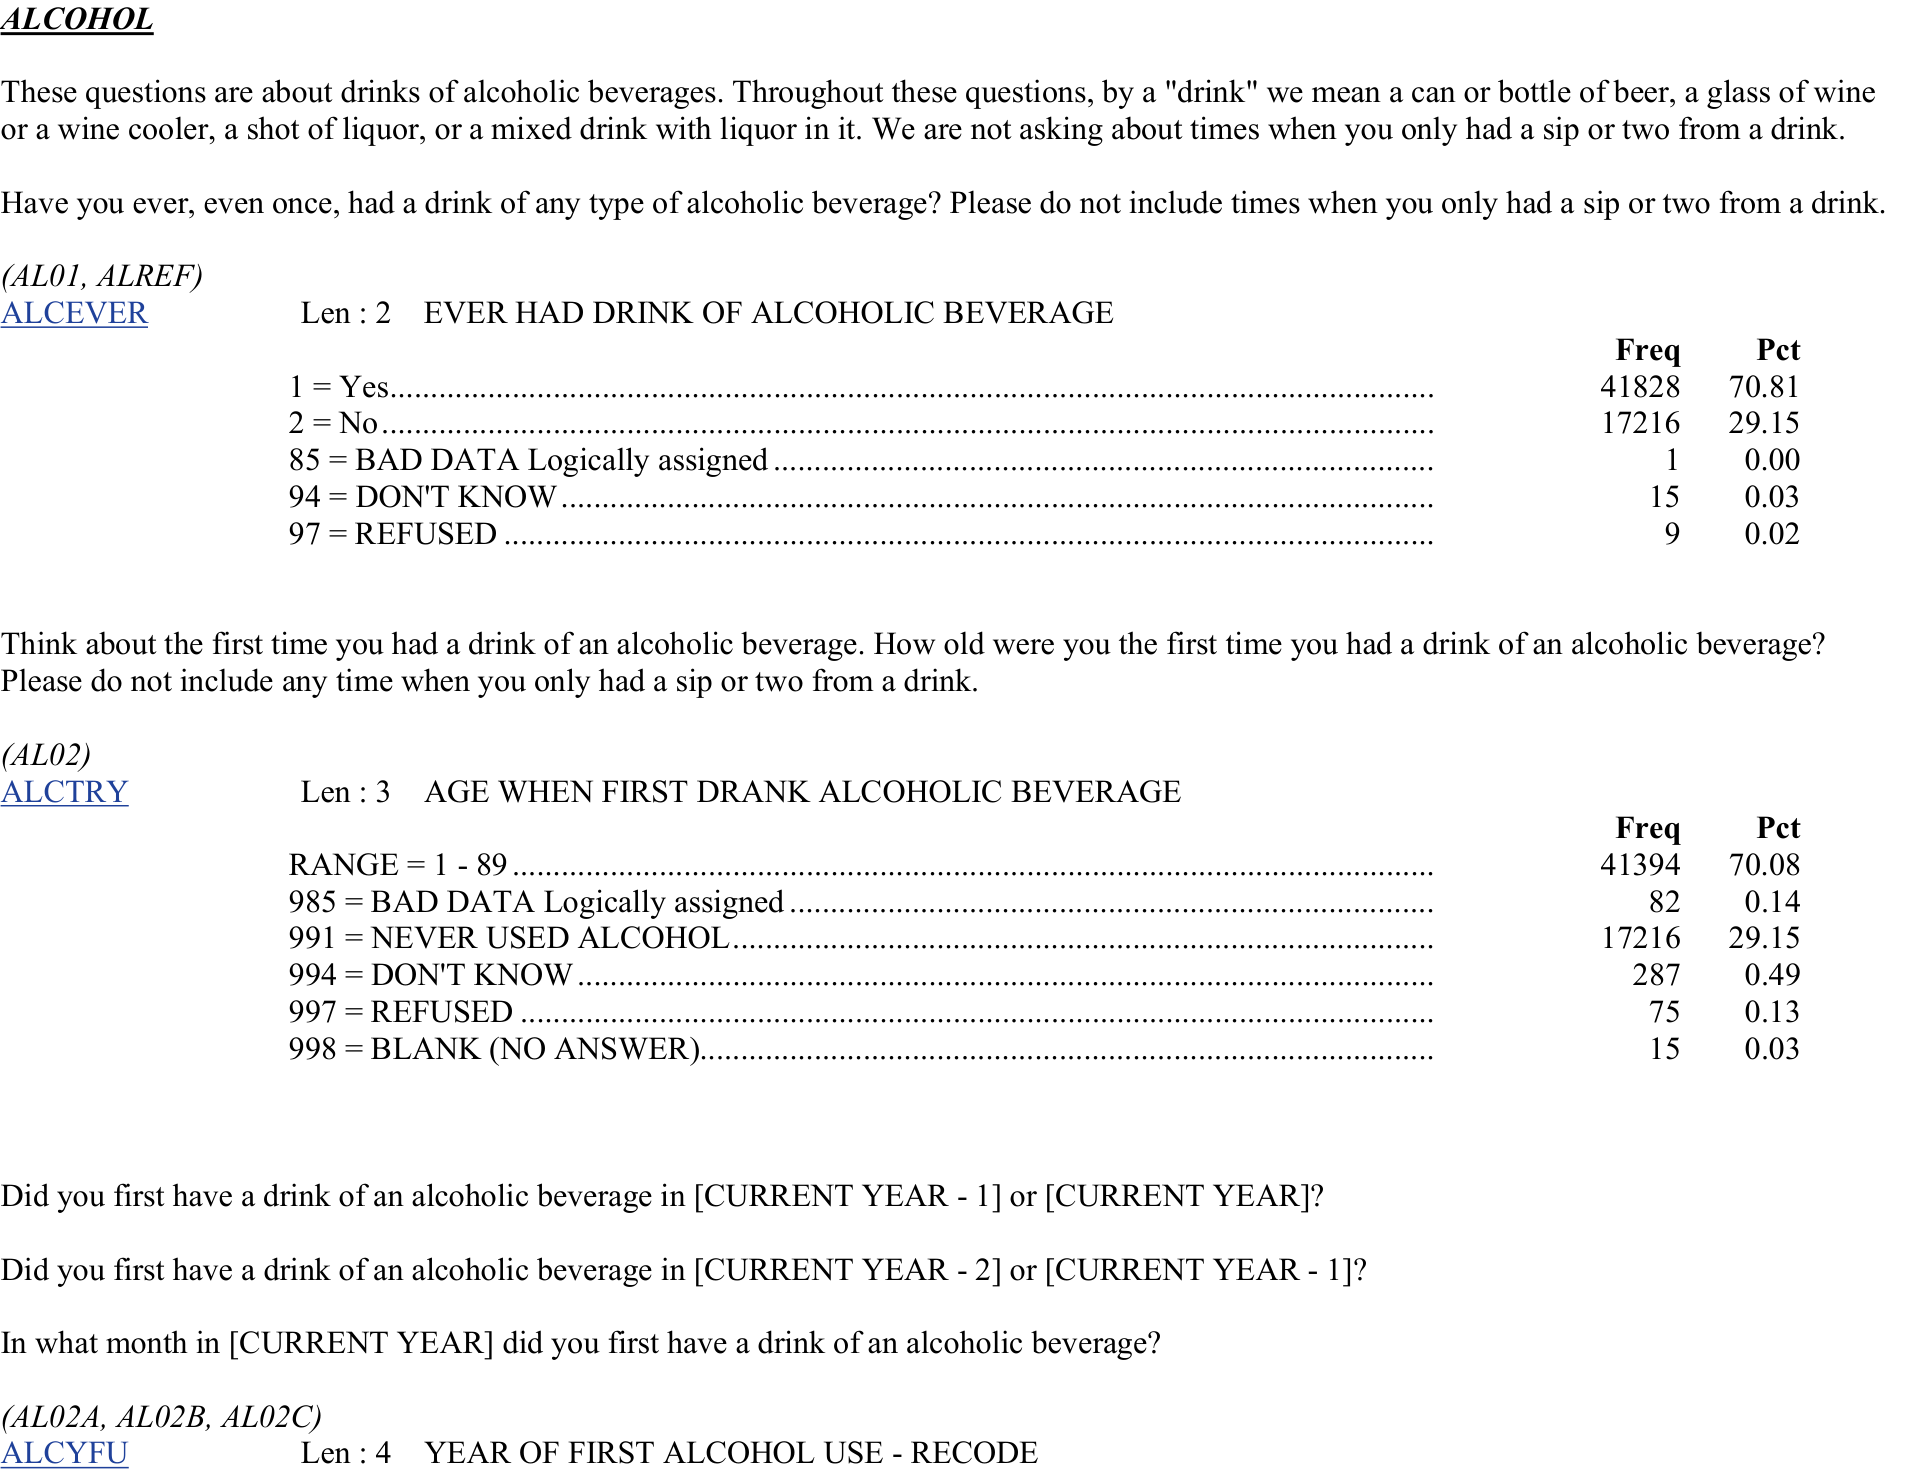 ALCOHOL
These questions are about drinks of alcoholic beverages. Throughout these questions, by a "drink" we mean a can or bottle of beer, a glass of wine
or a wine cooler, a shot of liquor, or a mixed drink with liquor in it. We are not asking about times when you only had a sip or two from a drink.
Have you ever, even once, had a drink of any type of alcoholic beverage? Please do not include times when you only had a sip or two from a drink.
(AL01, ALREF)
ALCEVER Len : 2 EVER HAD DRINK OF ALCOHOLIC BEVERAGE
Freq Pct
1 = Yes 41828 70.81
2 = No 17216 29.15
85 = BAD DATA Logically assigned 1 0.00
94 = DON'T KNOW 15 0.03
97 = REFUSED 9 0.02
Think about the first time you had a drink of an alcoholic beverage. How old were you the first time you had a drink of an alcoholic beverage?
Please do not include any time when you only had a sip or two from a drink.
(AL02)
ALCTRY Len : 3 AGE WHEN FIRST DRANK ALCOHOLIC BEVERAGE
Freq Pct
RANGE = 1 - 89 41394 70.08
985 = BAD DATA Logically assigned 82 0.14
991 = NEVER USED ALCOHOL 17216 29.15
994 = DON'T KNOW 287 0.49
997 = REFUSED 75 0.13
998 = BLANK (NO ANSWER) 15 0.03
Did you first have a drink of an alcoholic beverage in [CURRENT YEAR - 1] or [CURRENT YEAR]?
Did you first have a drink of an alcoholic beverage in [CURRENT YEAR - 2] or [CURRENT YEAR - 1]?
In what month in [CURRENT YEAR] did you first have a drink of an alcoholic beverage?
(AL02A, AL02B, AL02C)
ALCYFU Len : 4 YEAR OF FIRST ALCOHOL USE - RECODE